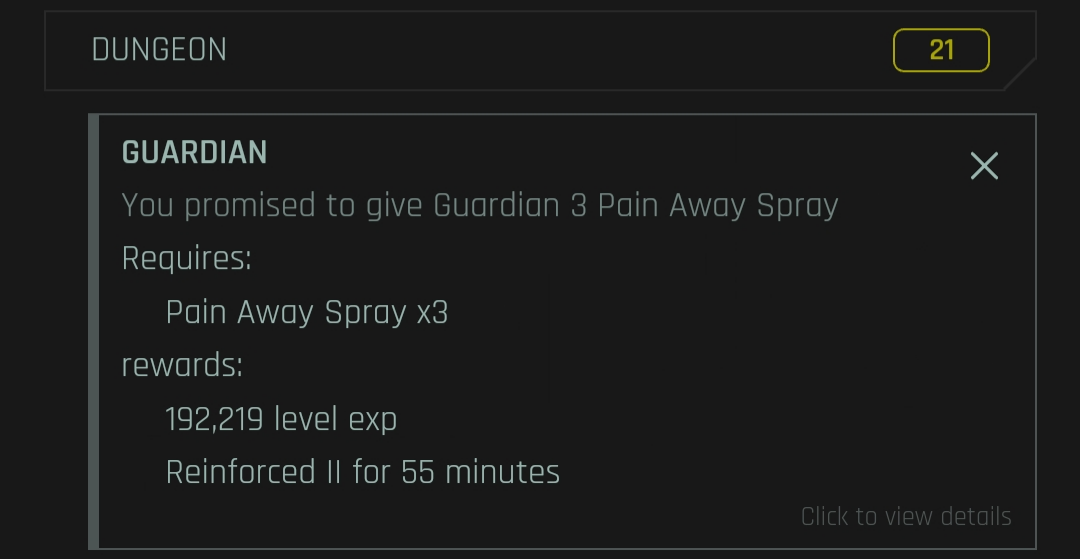 DUNGEON
21
GUARDIAN
You promised to give Guardian 3 Pain Away Spray
Requires:
Pain Away Spray x3
rewards:
192,219 level exp
Reinforced II for 55 minutes
Click to view details